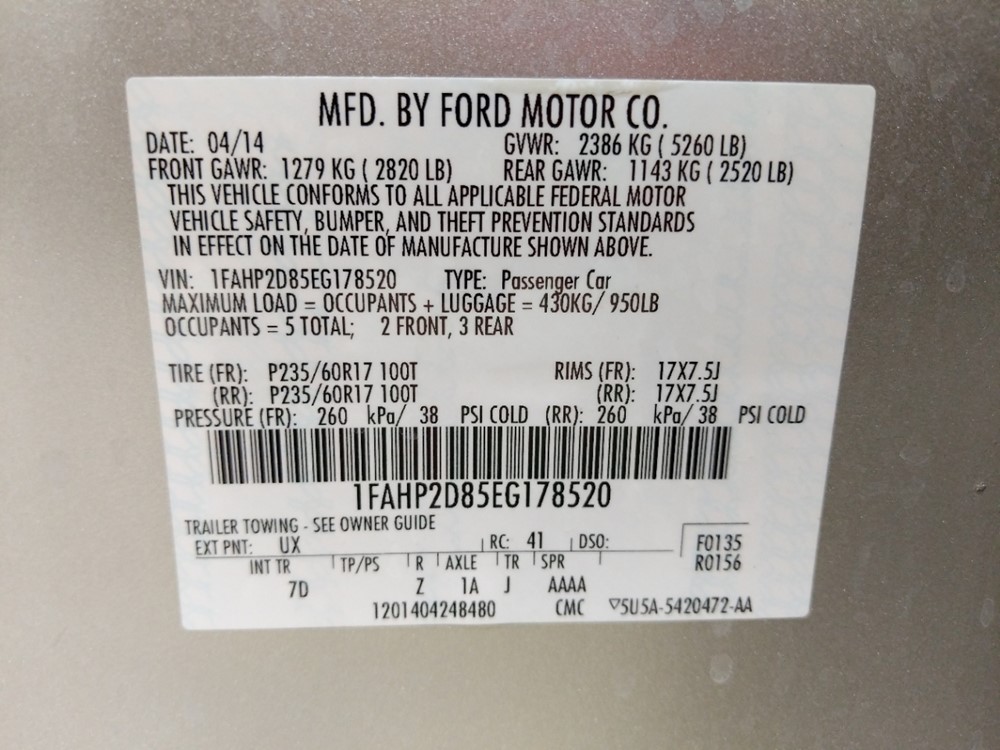 MFD. BY FORD MOTOR CO.
DATE: 04/14 GVWR: 2386 KG ( 5260 LB)
FRONT GAWR: 1279 KG ( 2820 LB) REAR GAWR: 1143 KG ( 2520 LB)
THIS VEHICLE CONFORMS TO ALL APPLICABLE FEDERAL MOTOR
VEHICLE SAFETY, BUMPER, AND THEFT PREVENTION STANDARDS
IN EFFECT ON THE DATE OF MANUFACTURE SHOWN ABOVE.
VIN: 1FAHP2D85EG178520 TYPE: Passenger Car
MAXIMUM LOAD = OCCUPANTS + LUGGAGE = 430KG/ 950LB
OCCUPANTS = 5 TOTAL; 2 FRONT, 3 REAR
TIRE (FR): P235/60R17 100T RIMS (FR): 17X7.5J
(RR): P235/60R17 100T (RR): 17X7.5J
PRESSURE (FR): 260 kPa/ 38 PSI COLD (RR): 260 kPa/ 38 PSI COLD
1FAHP2D85EG178520
TRAILER TOWING - SEE OWNER GUIDE
EXT PNT: UX RC: 41 DSO: F0135
INT TR TP/PS R AXLE TR SPR R0156
7D Z 1A J AAAA
1201404248480 CMC ▽5U5A-5420472-AA